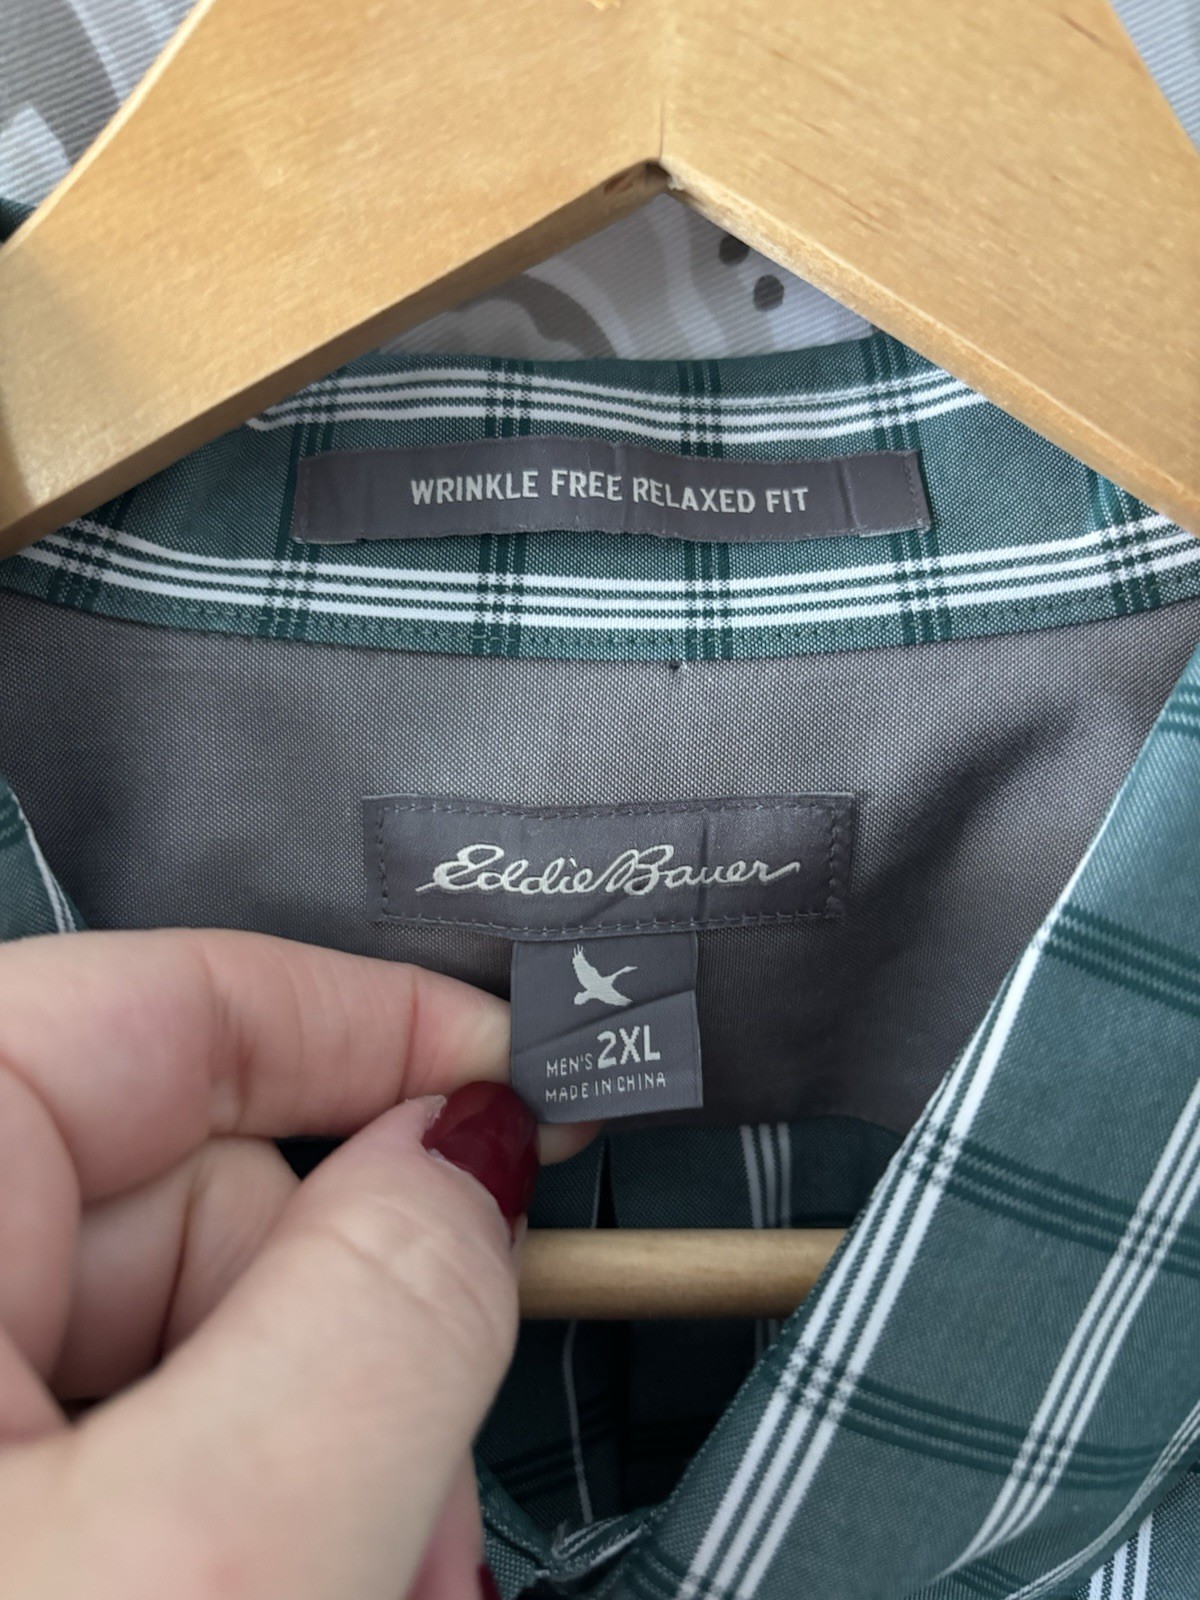 WRINKLE FREE RELAXED FIT
Eddie Bauer
MEN'S 2XL
MADE IN CHINA